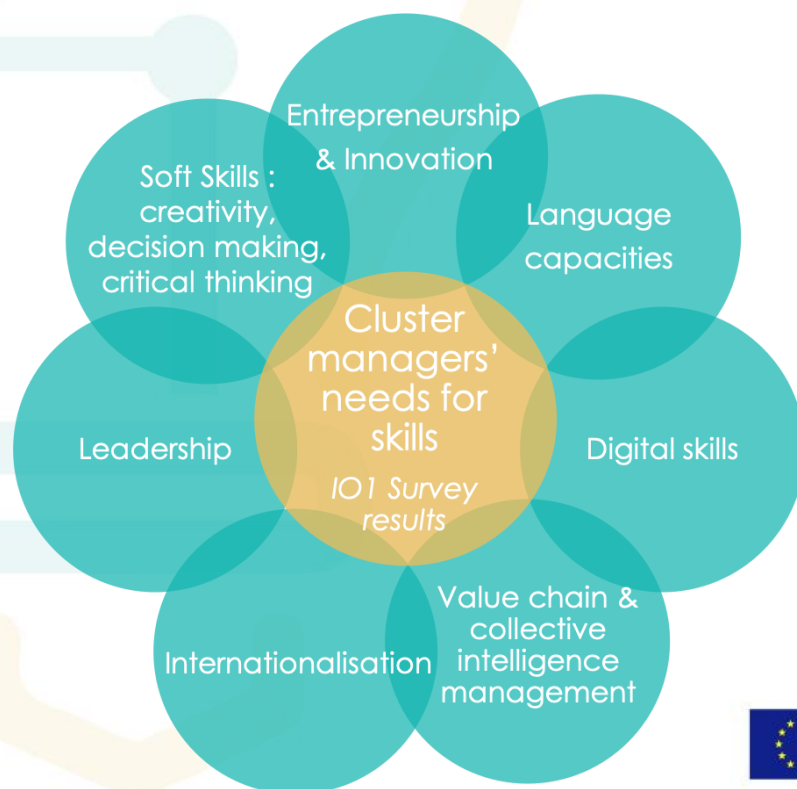 Entrepreneurship
& Innovation
Soft Skills :
creativity,
decision making,
critical thinking
Language
capacities
Cluster
managers’
needs for
skills
IO1 Survey
results
Leadership
Digital skills
Internationalisation
Value chain &
collective
intelligence
management